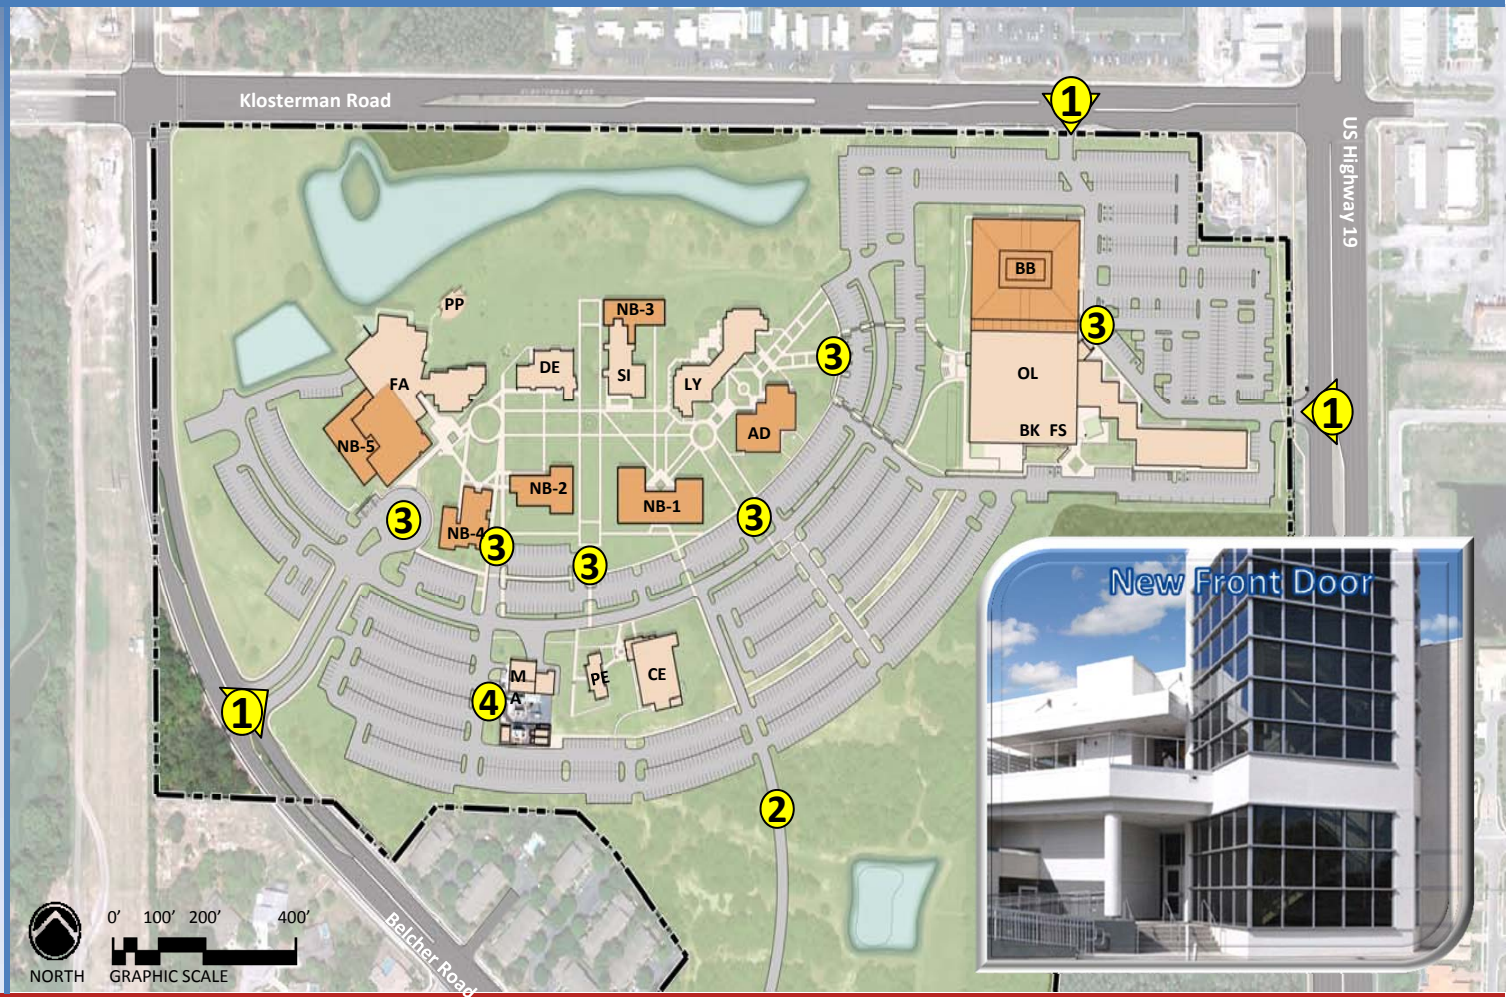 Klosterman Road
KLOSTERMAN ROAD
1
US Highway 19
BB
PP
NB-3
3
3
DE
SI
LY
OL
FA
1
AD
BK FS
NB-5
NB-2
NB-1
3
3
NB-4
3
3
New Front Door
M
A
PE
CE
4
1
2
0' 100' 200' 400'
NORTH
GRAPHIC SCALE
Belcher Road